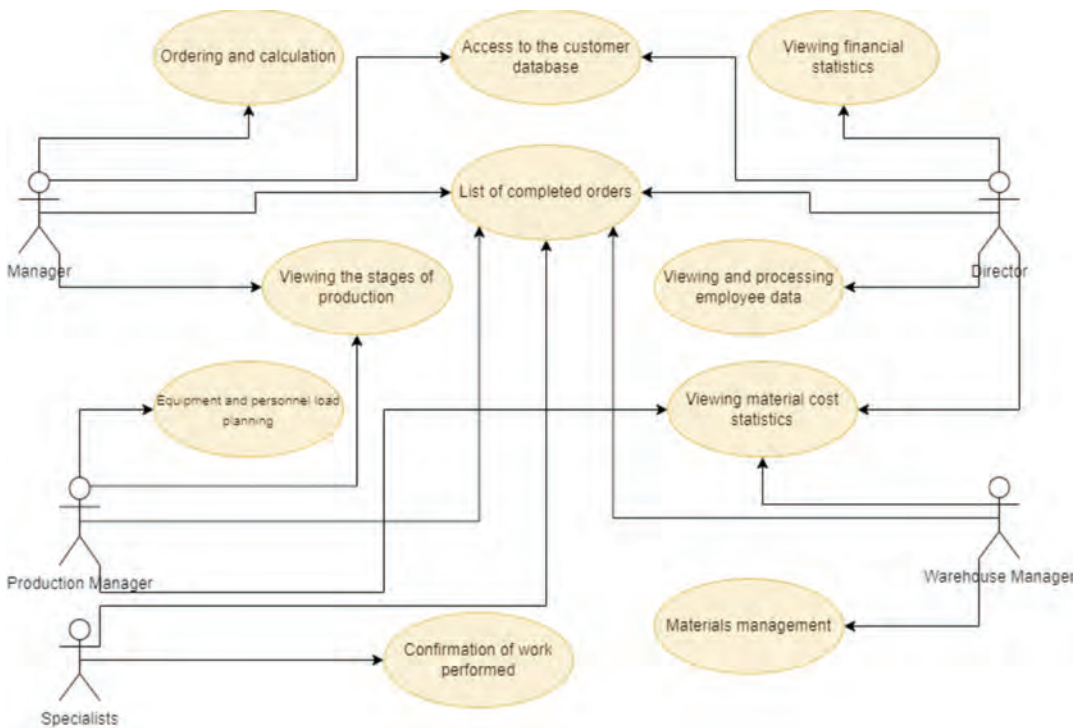 Ordering and calculation
Access to the customer
database
Viewing financial
statistics
List of completed orders
Manager
Director
Viewing the stages of
production
Viewing and processing
employee data
Equipment and personnel load
planning
Viewing material cost
statistics
Production Manager
Warehouse Manager
Materials management
Confirmation of work
performed
Specialists